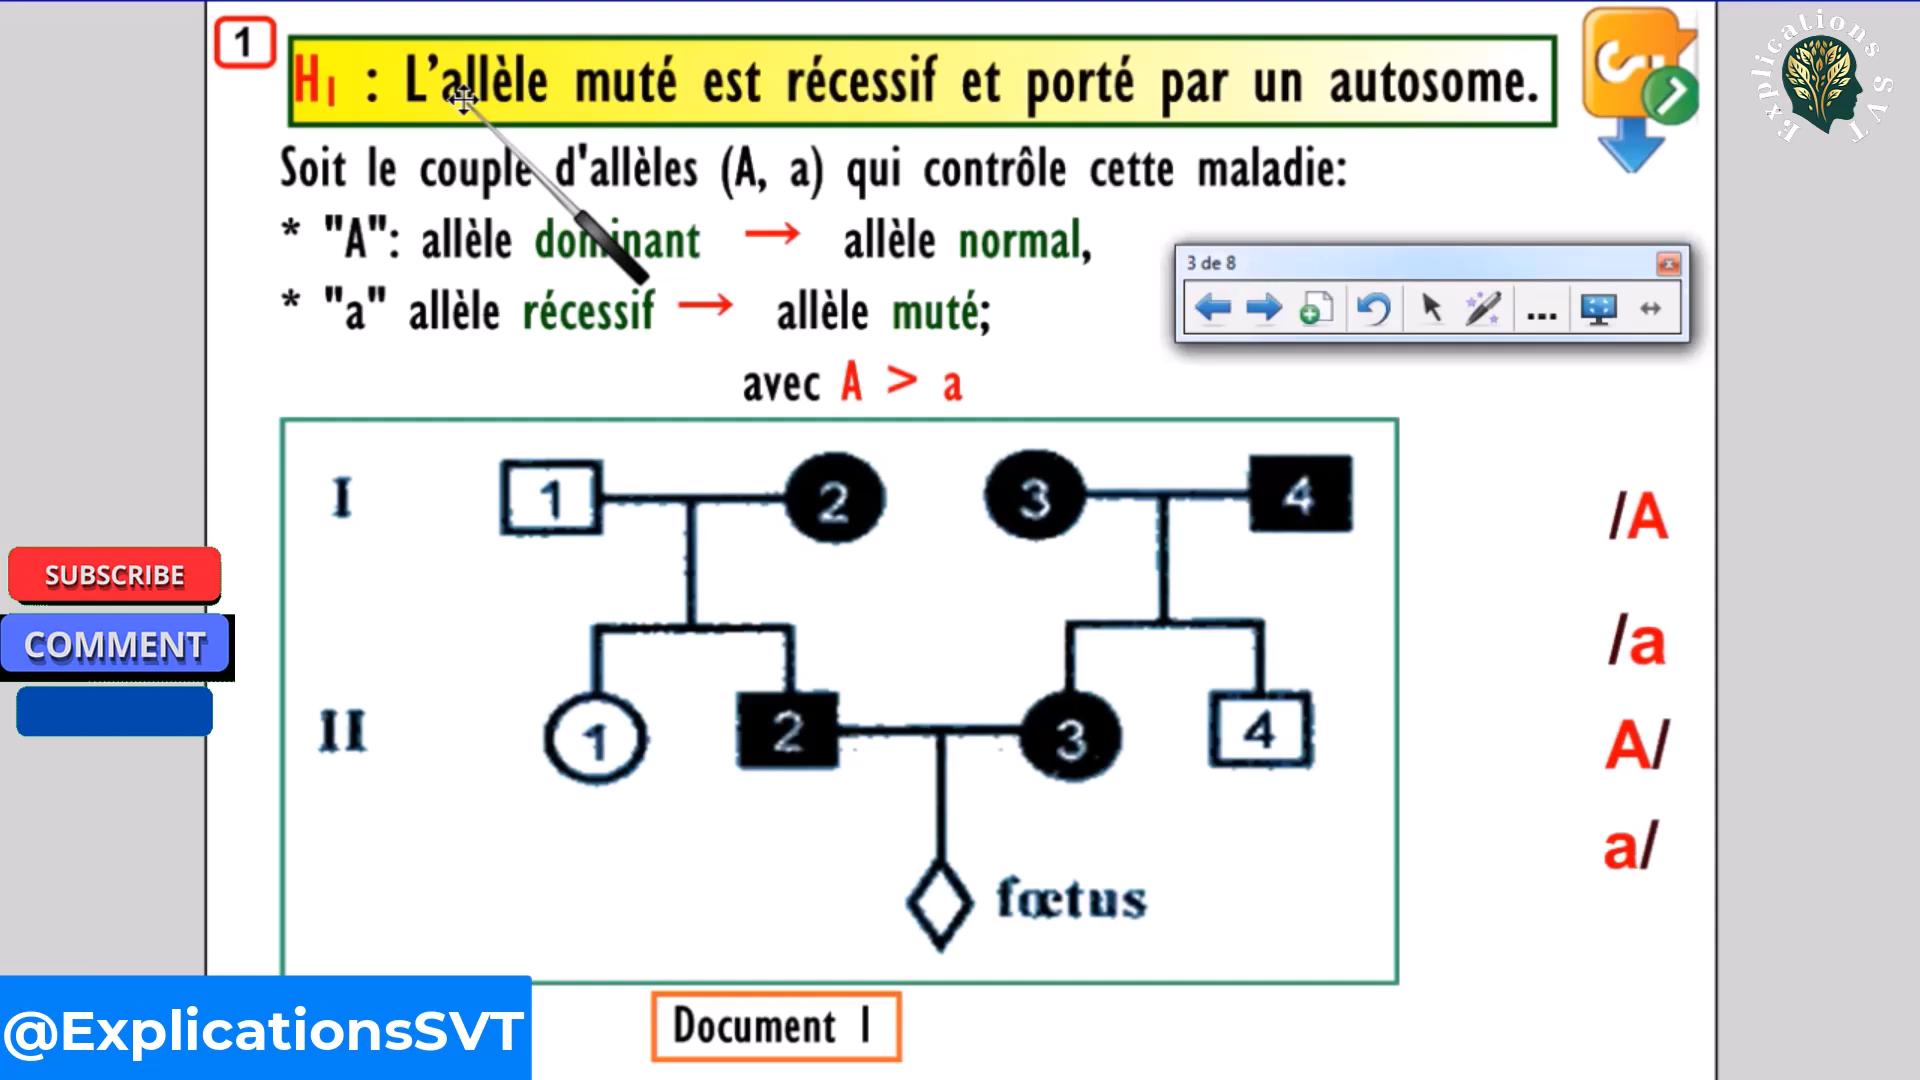 1
H1 : L'allèle muté est récessif et porté par un autosome.
Explications SVT
Soit le couple d'allèles (A, a) qui contrôle cette maladie:
* "A": allèle dominant → allèle normal,
3 de 8
* "a" allèle récessif → allèle muté;
...
avec A > a
I 1 2 3 4
/A
SUBSCRIBE
COMMENT
/a
II 1 2 3 4
A/
a/
fœtus
@ExplicationsSVT
Document 1